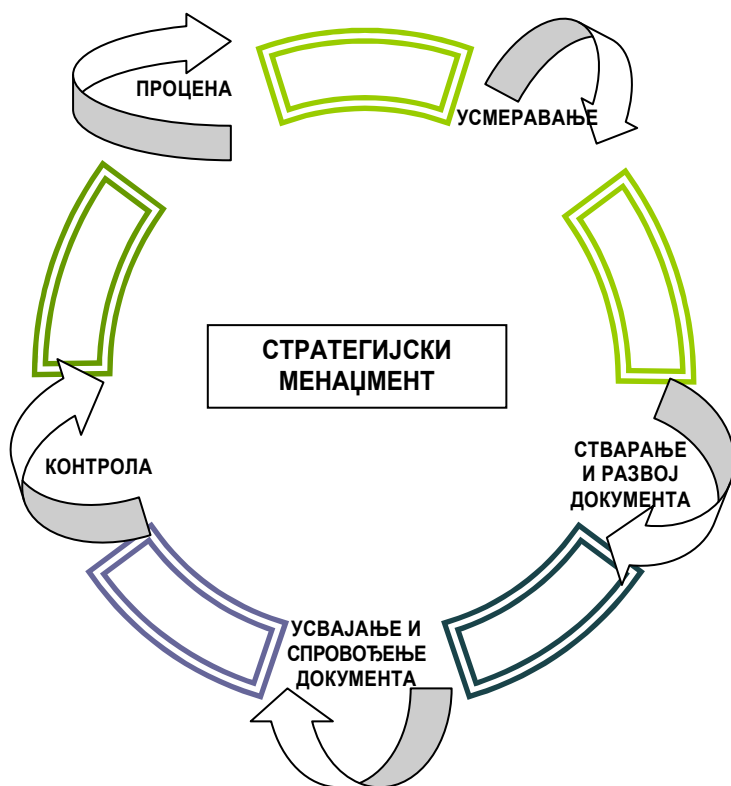 ПРОЦЕНА
УСМЕРАВАЊЕ
СТРАТЕГИЈСКИ
МЕНАЏМЕНТ
СТВАРАЊЕ
И РАЗВОЈ
ДОКУМЕНТА
УСВАЈАЊЕ И
СПРОВОЂЕЊЕ
ДОКУМЕНТА
КОНТРОЛА